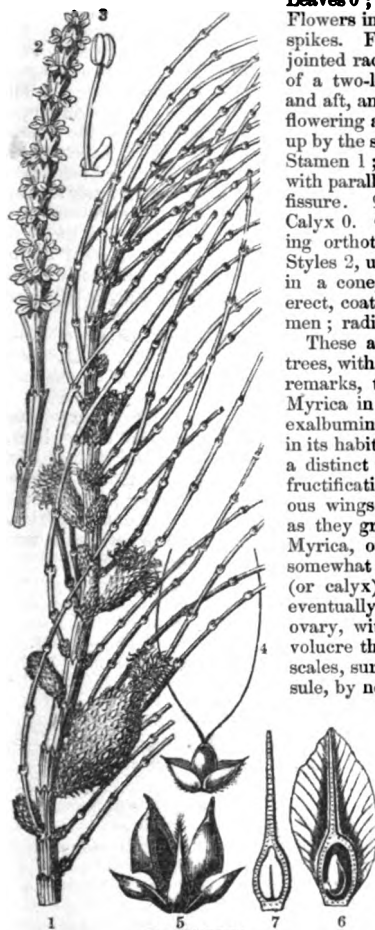 Leaves 0 ;
Flowers in
spikes. F
jointed rac
of a two-l
and aft, an
flowering a
up by the s
Stamen 1 ;
with parall
fissure. 
Calyx 0.
ing orthot
Styles 2, u
in a cone
erect, coat
men ; radi
These a
trees, with
remarks, t
Myrica in
exalbumin
in its habit
a distinct
fructificati
ous wings
as they gr
Myrica, o
somewhat
(or calyx)
eventually
ovary, wi
volucre th
scales, sur
sule, by n
2 3
4
1 5 7 6